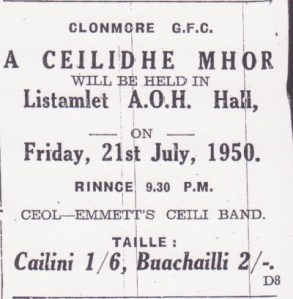 CLONMORE G.F.C.
A CEILIDHE MHOR
WILL BE HELD IN
Listamlet A.O.H. Hall,
ON
Friday, 21st July, 1950.
RINNCE 9.30 P.M.
CEOL—EMMETT'S CEILI BAND.
TAILLE :
Cailini 1/6, Buachailli 2/-.
D8